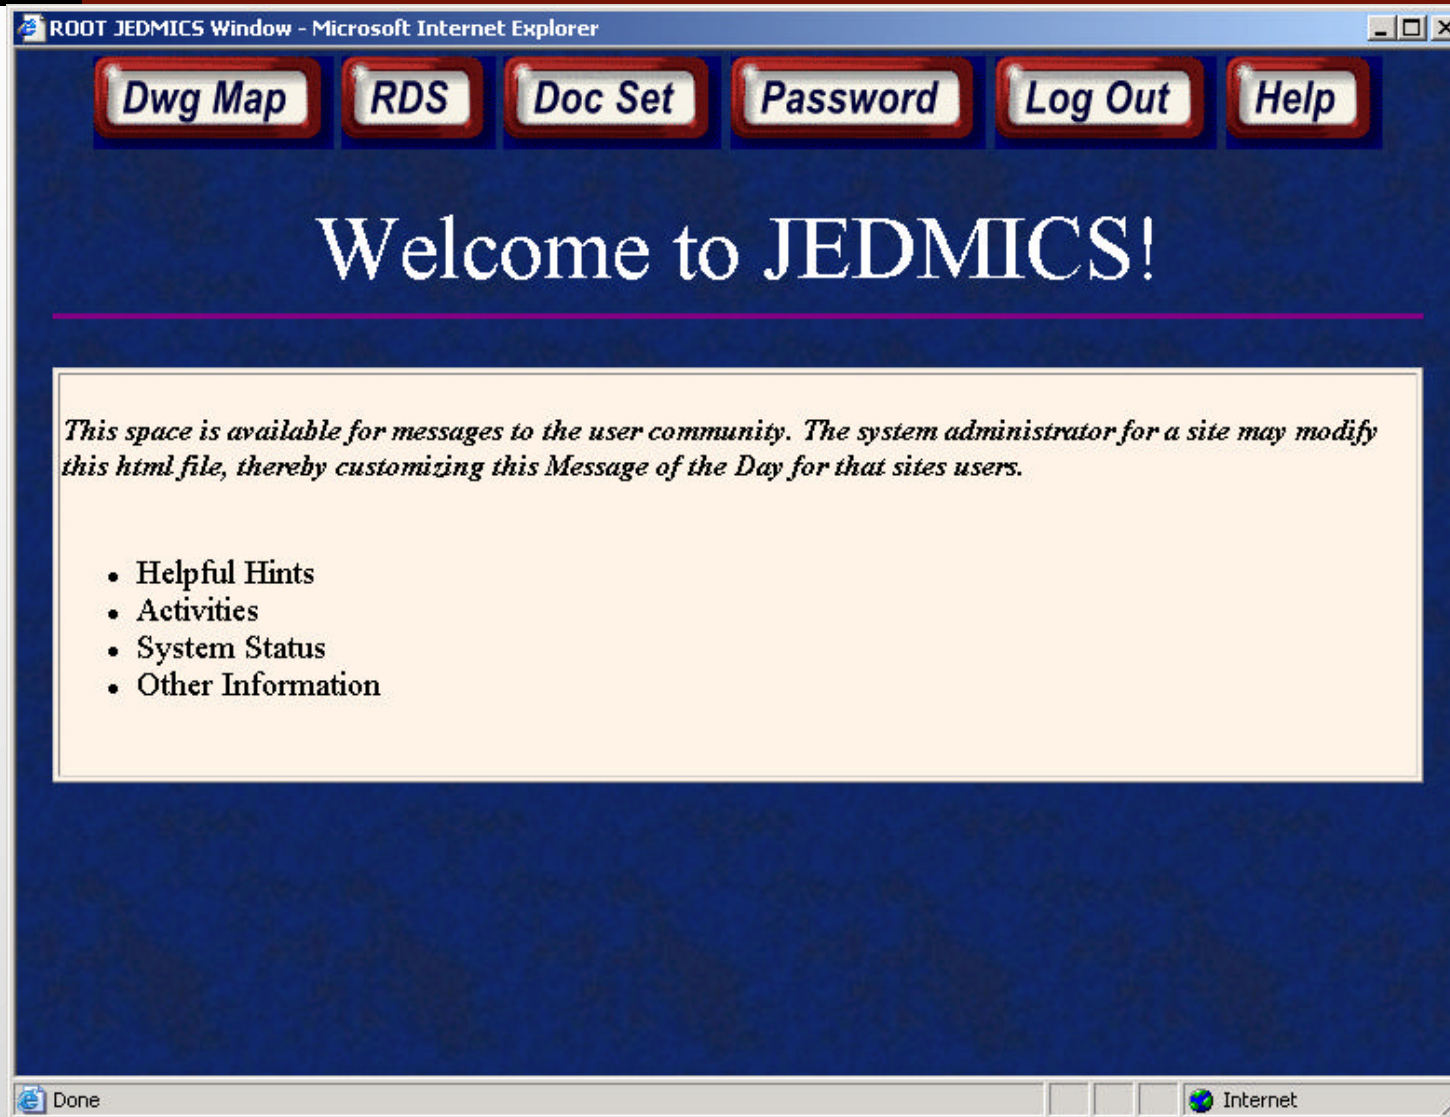 ROOT JEDMICS Window - Microsoft Internet Explorer
Dwg Map RDS Doc Set Password Log Out Help
Welcome to JEDMICS!
This space is available for messages to the user community. The system administrator for a site may modify
this html file, thereby customizing this Message of the Day for that sites users.
• Helpful Hints
• Activities
• System Status
• Other Information
Done Internet